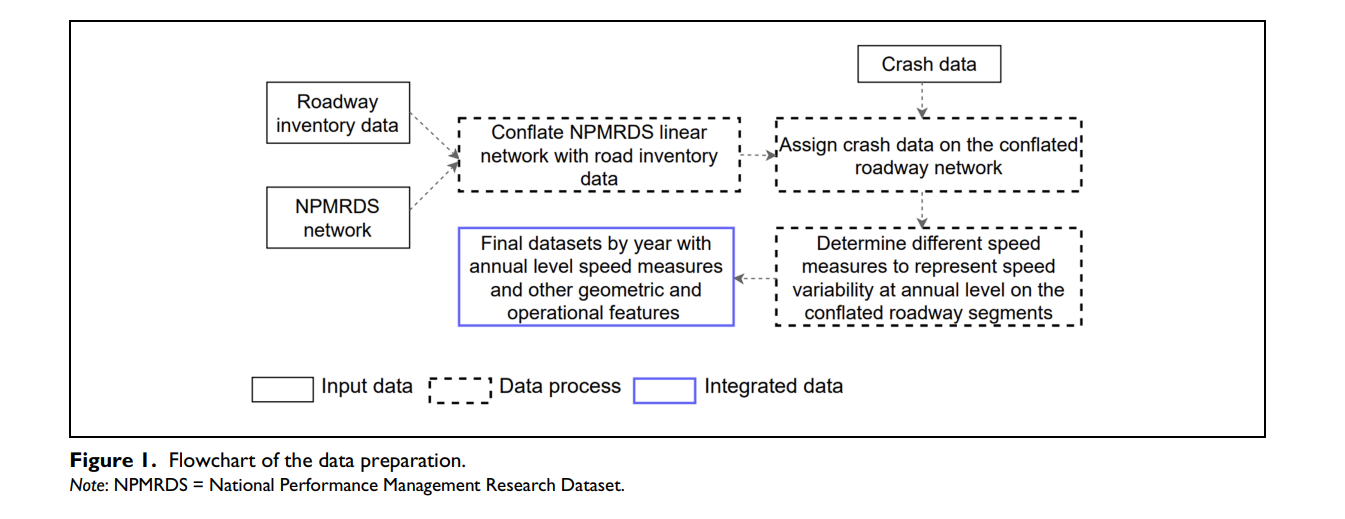 Crash data
Roadway
inventory data
Conflate NPMRDS linear
network with road inventory
data
Assign crash data on the conflated
roadway network
NPMRDS
network
Final datasets by year with
annual level speed measures
and other geometric and
operational features
Determine different speed
measures to represent speed
variability at annual level on the
conflated roadway segments
Input data
Data process
Integrated data
Figure 1. Flowchart of the data preparation.
Note: NPMRDS = National Performance Management Research Dataset.